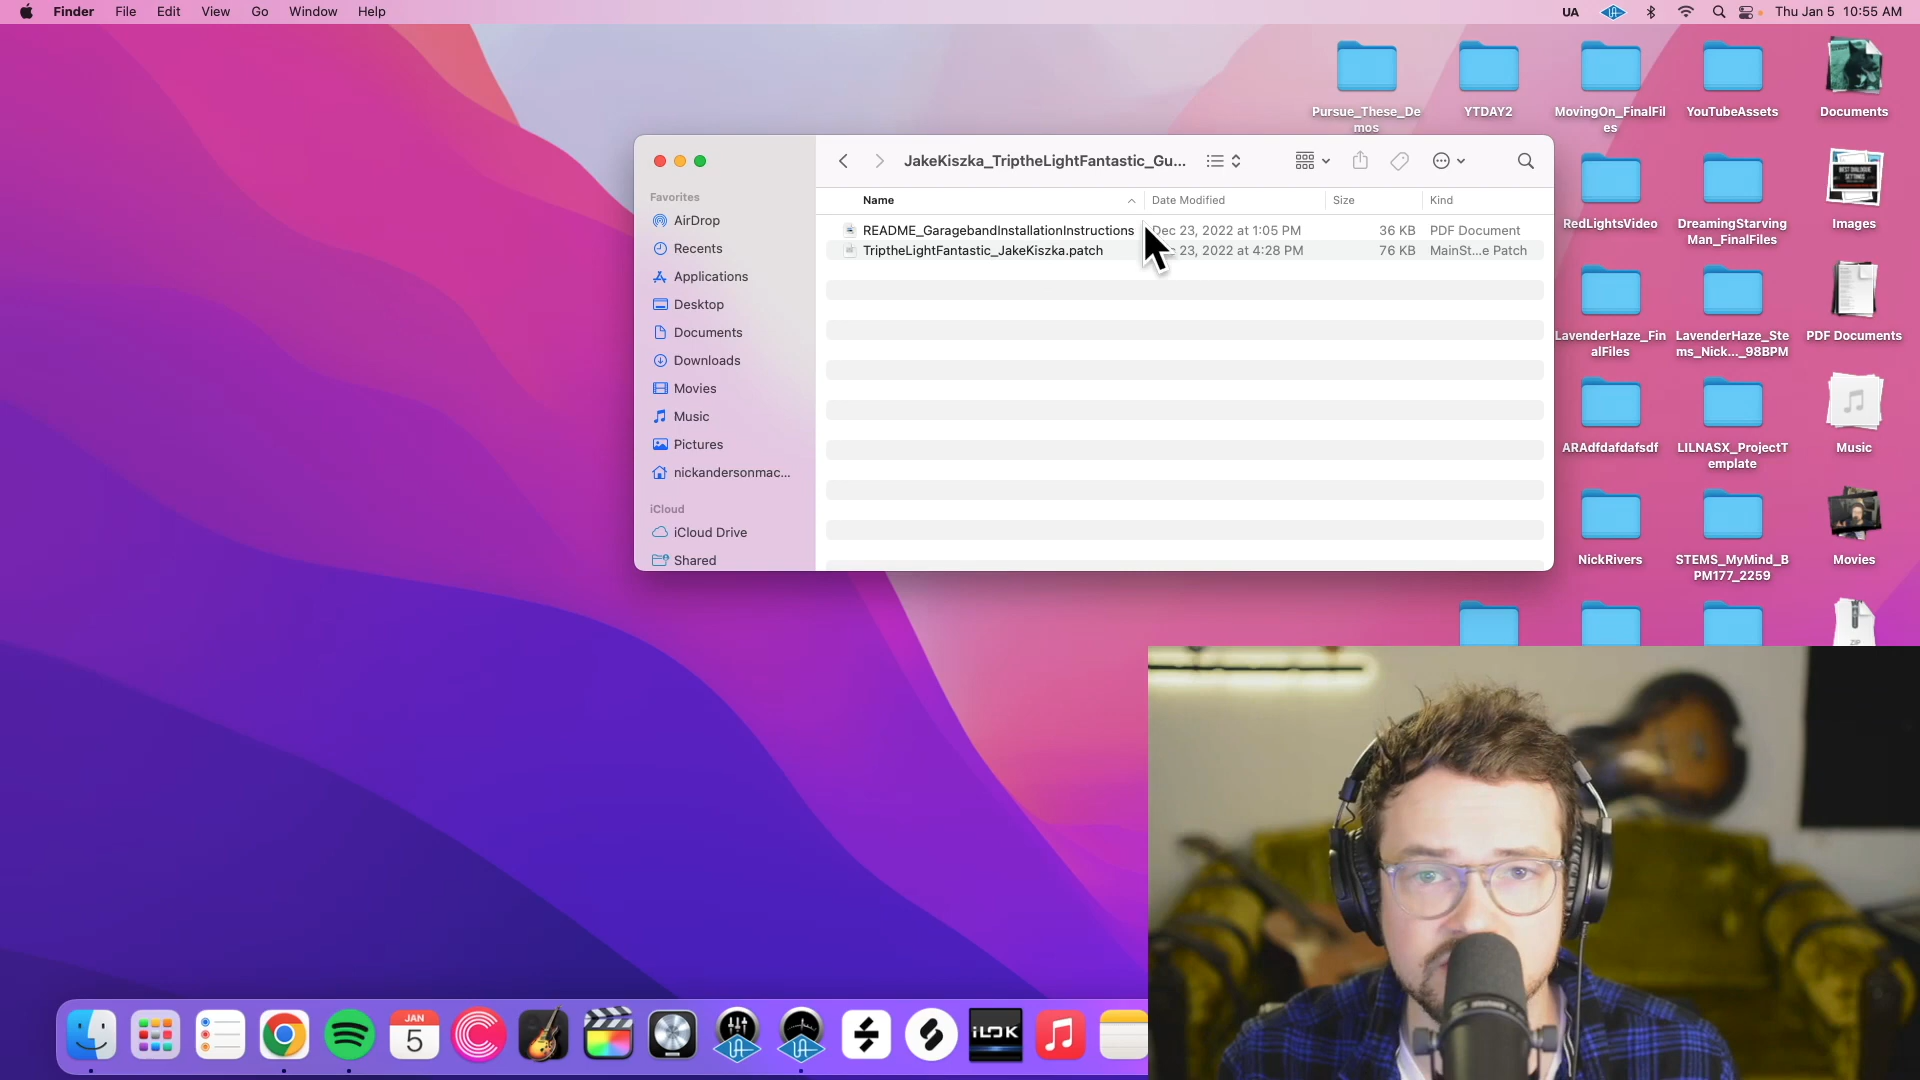 Finder File Edit View Go Window Help
UA Thu Jan 5 10:55 AM
Pursue_These_De
mos
YTDAY2
MovingOn_FinalFil
es
YouTubeAssets
Documents
JakeKiszka_TriptheLightFantastic_Gu...
Favorites
AirDrop
Recents
Applications
Desktop
Documents
Downloads
Movies
Music
Pictures
nickandersonmac...
iCloud
iCloud Drive
Shared
Name Date Modified Size Kind
README_GaragebandInstallationInstructions Dec 23, 2022 at 1:05 PM 36 KB PDF Document
TriptheLightFantastic_JakeKiszka.patch 23, 2022 at 4:28 PM 76 KB MainSt...e Patch
RedLightsVideo
DreamingStarving
Man_FinalFiles
BEST DIALOGUE
SETTINGS
Images
LavenderHaze_Fin
alFiles
LavenderHaze_Ste
ms_Nick..._98BPM
PDF Documents
ARAdfdafdafsdf
LILNASX_ProjectT
emplate
Music
NickRivers
STEMS_MyMind_B
PM177_2259
Movies
ZIP
JAN
5
iLOK